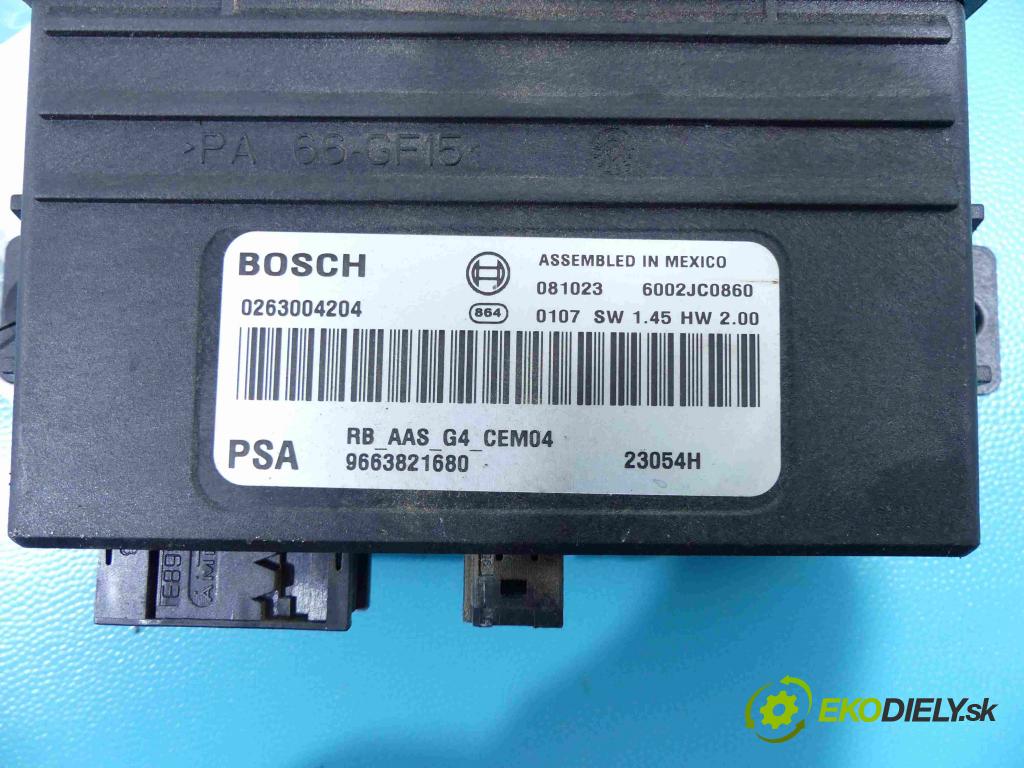 >PA 66-GF15<
BOSCH
ASSEMBLED IN MEXICO
081023 6002JC0860
0263004204
864
0107 SW 1.45 HW 2.00
PSA
RB_AAS_G4_CEM04
9663821680
23054H
EKODIELY.sk